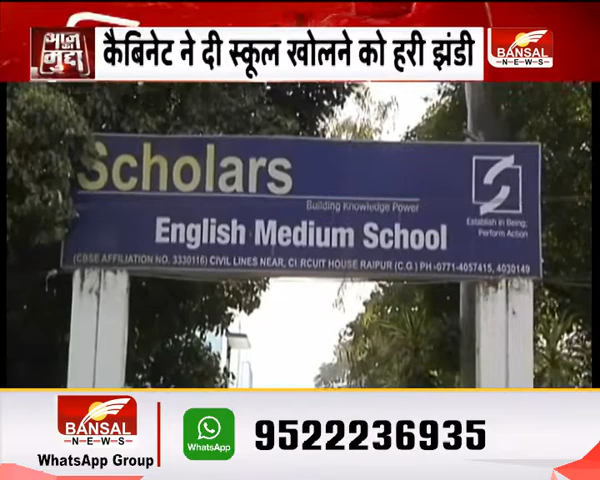 आज का मुद्दा
कैबिनेट ने दी स्कूल खोलने को हरी झंडी
BANSAL
NEWS
Scholars
Building Knowledge Power
English Medium School
Establish in Being,
Perform Action
(CBSE AFFILIATION NO. 3330116) CIVIL LINES NEAR, CIRCUIT HOUSE RAIPUR (C.G.) PH-0771-4057415, 4030149
BANSAL
NEWS
WhatsApp Group
WhatsApp
9522236935